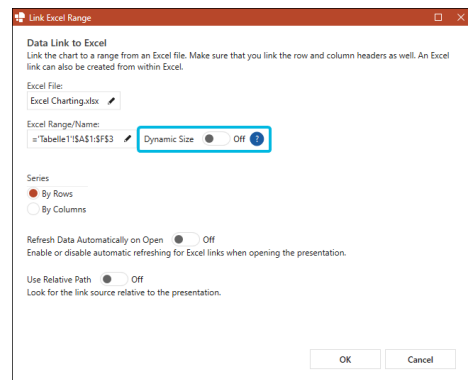 Link Excel Range
Data Link to Excel
Link the chart to a range from an Excel file. Make sure that you link the row and column headers as well. An Excel
link can also be created from within Excel.
Excel File:
Excel Charting.xlsx
Excel Range/Name:
='Tabelle1'!$A$1:$F$3 Dynamic Size Off ?
Series
By Rows
By Columns
Refresh Data Automatically on Open Off
Enable or disable automatic refreshing for Excel links when opening the presentation.
Use Relative Path Off
Look for the link source relative to the presentation.
OK Cancel